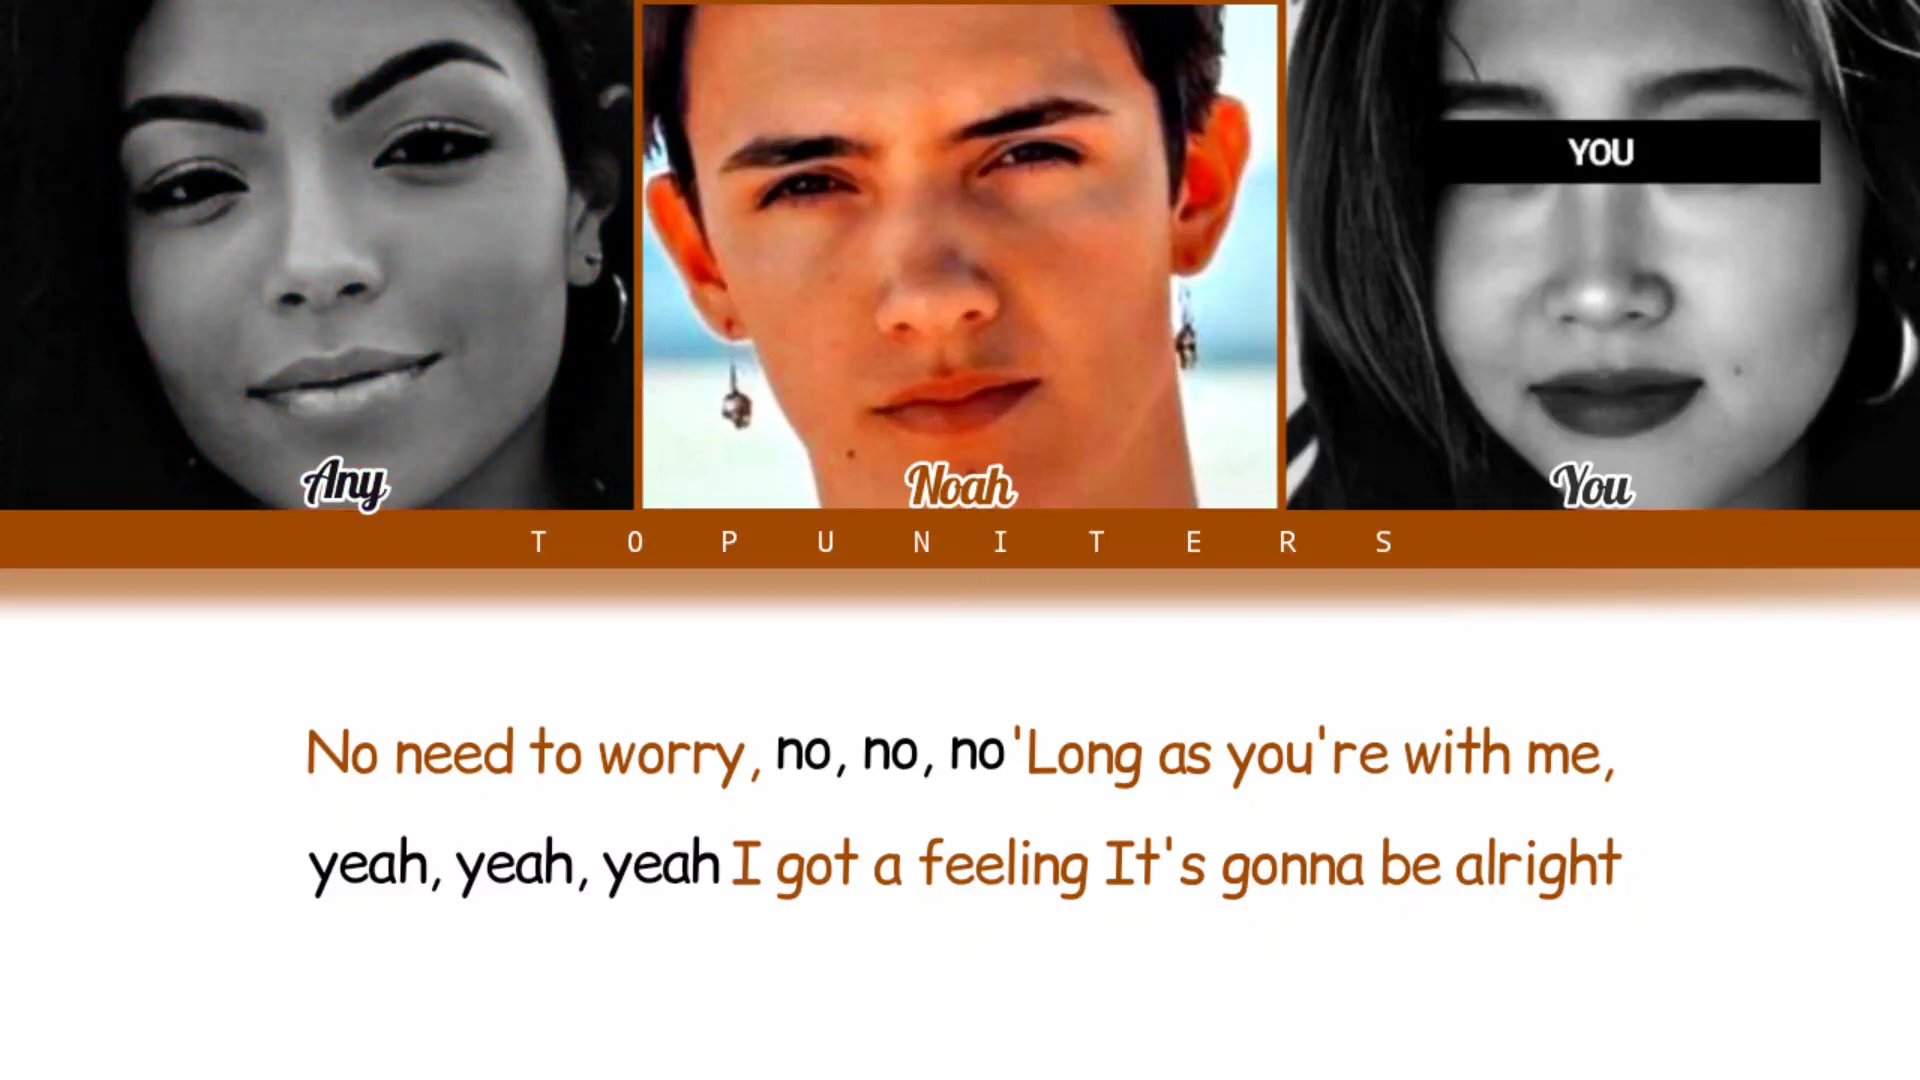 YOU
Any
Noah
You
TOPUNITERS
No need to worry, no, no, no 'Long as you're with me,
yeah, yeah, yeah I got a feeling It's gonna be alright